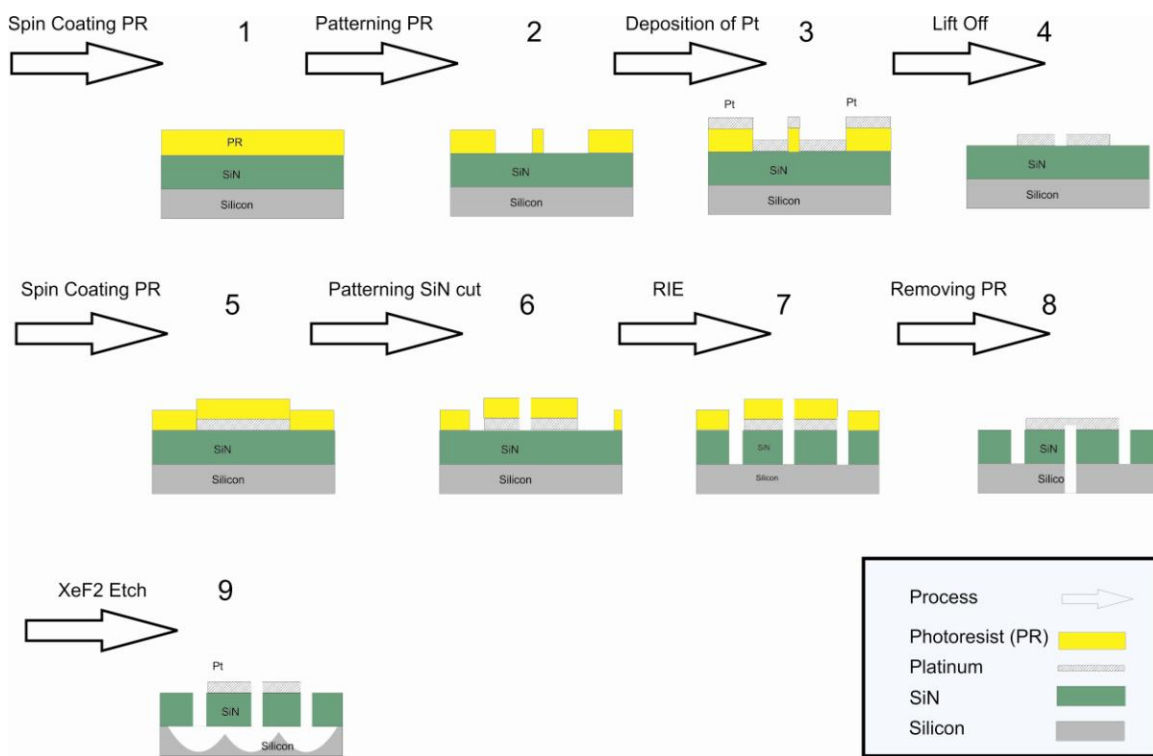 Spin Coating PR
1
Patterning PR
2
Deposition of Pt
3
Lift Off
4
PR
SiN
Silicon
SiN
Silicon
Pt
Pt
SiN
Silicon
SiN
Silicon
Spin Coating PR
5
Patterning SiN cut
6
RIE
7
Removing PR
8
SiN
Silicon
SiN
Silicon
SiN
Silicon
SiN
Silico
XeF2 Etch
9
Pt
SiN
Silicon
Process
Photoresist (PR)
Platinum
SiN
Silicon